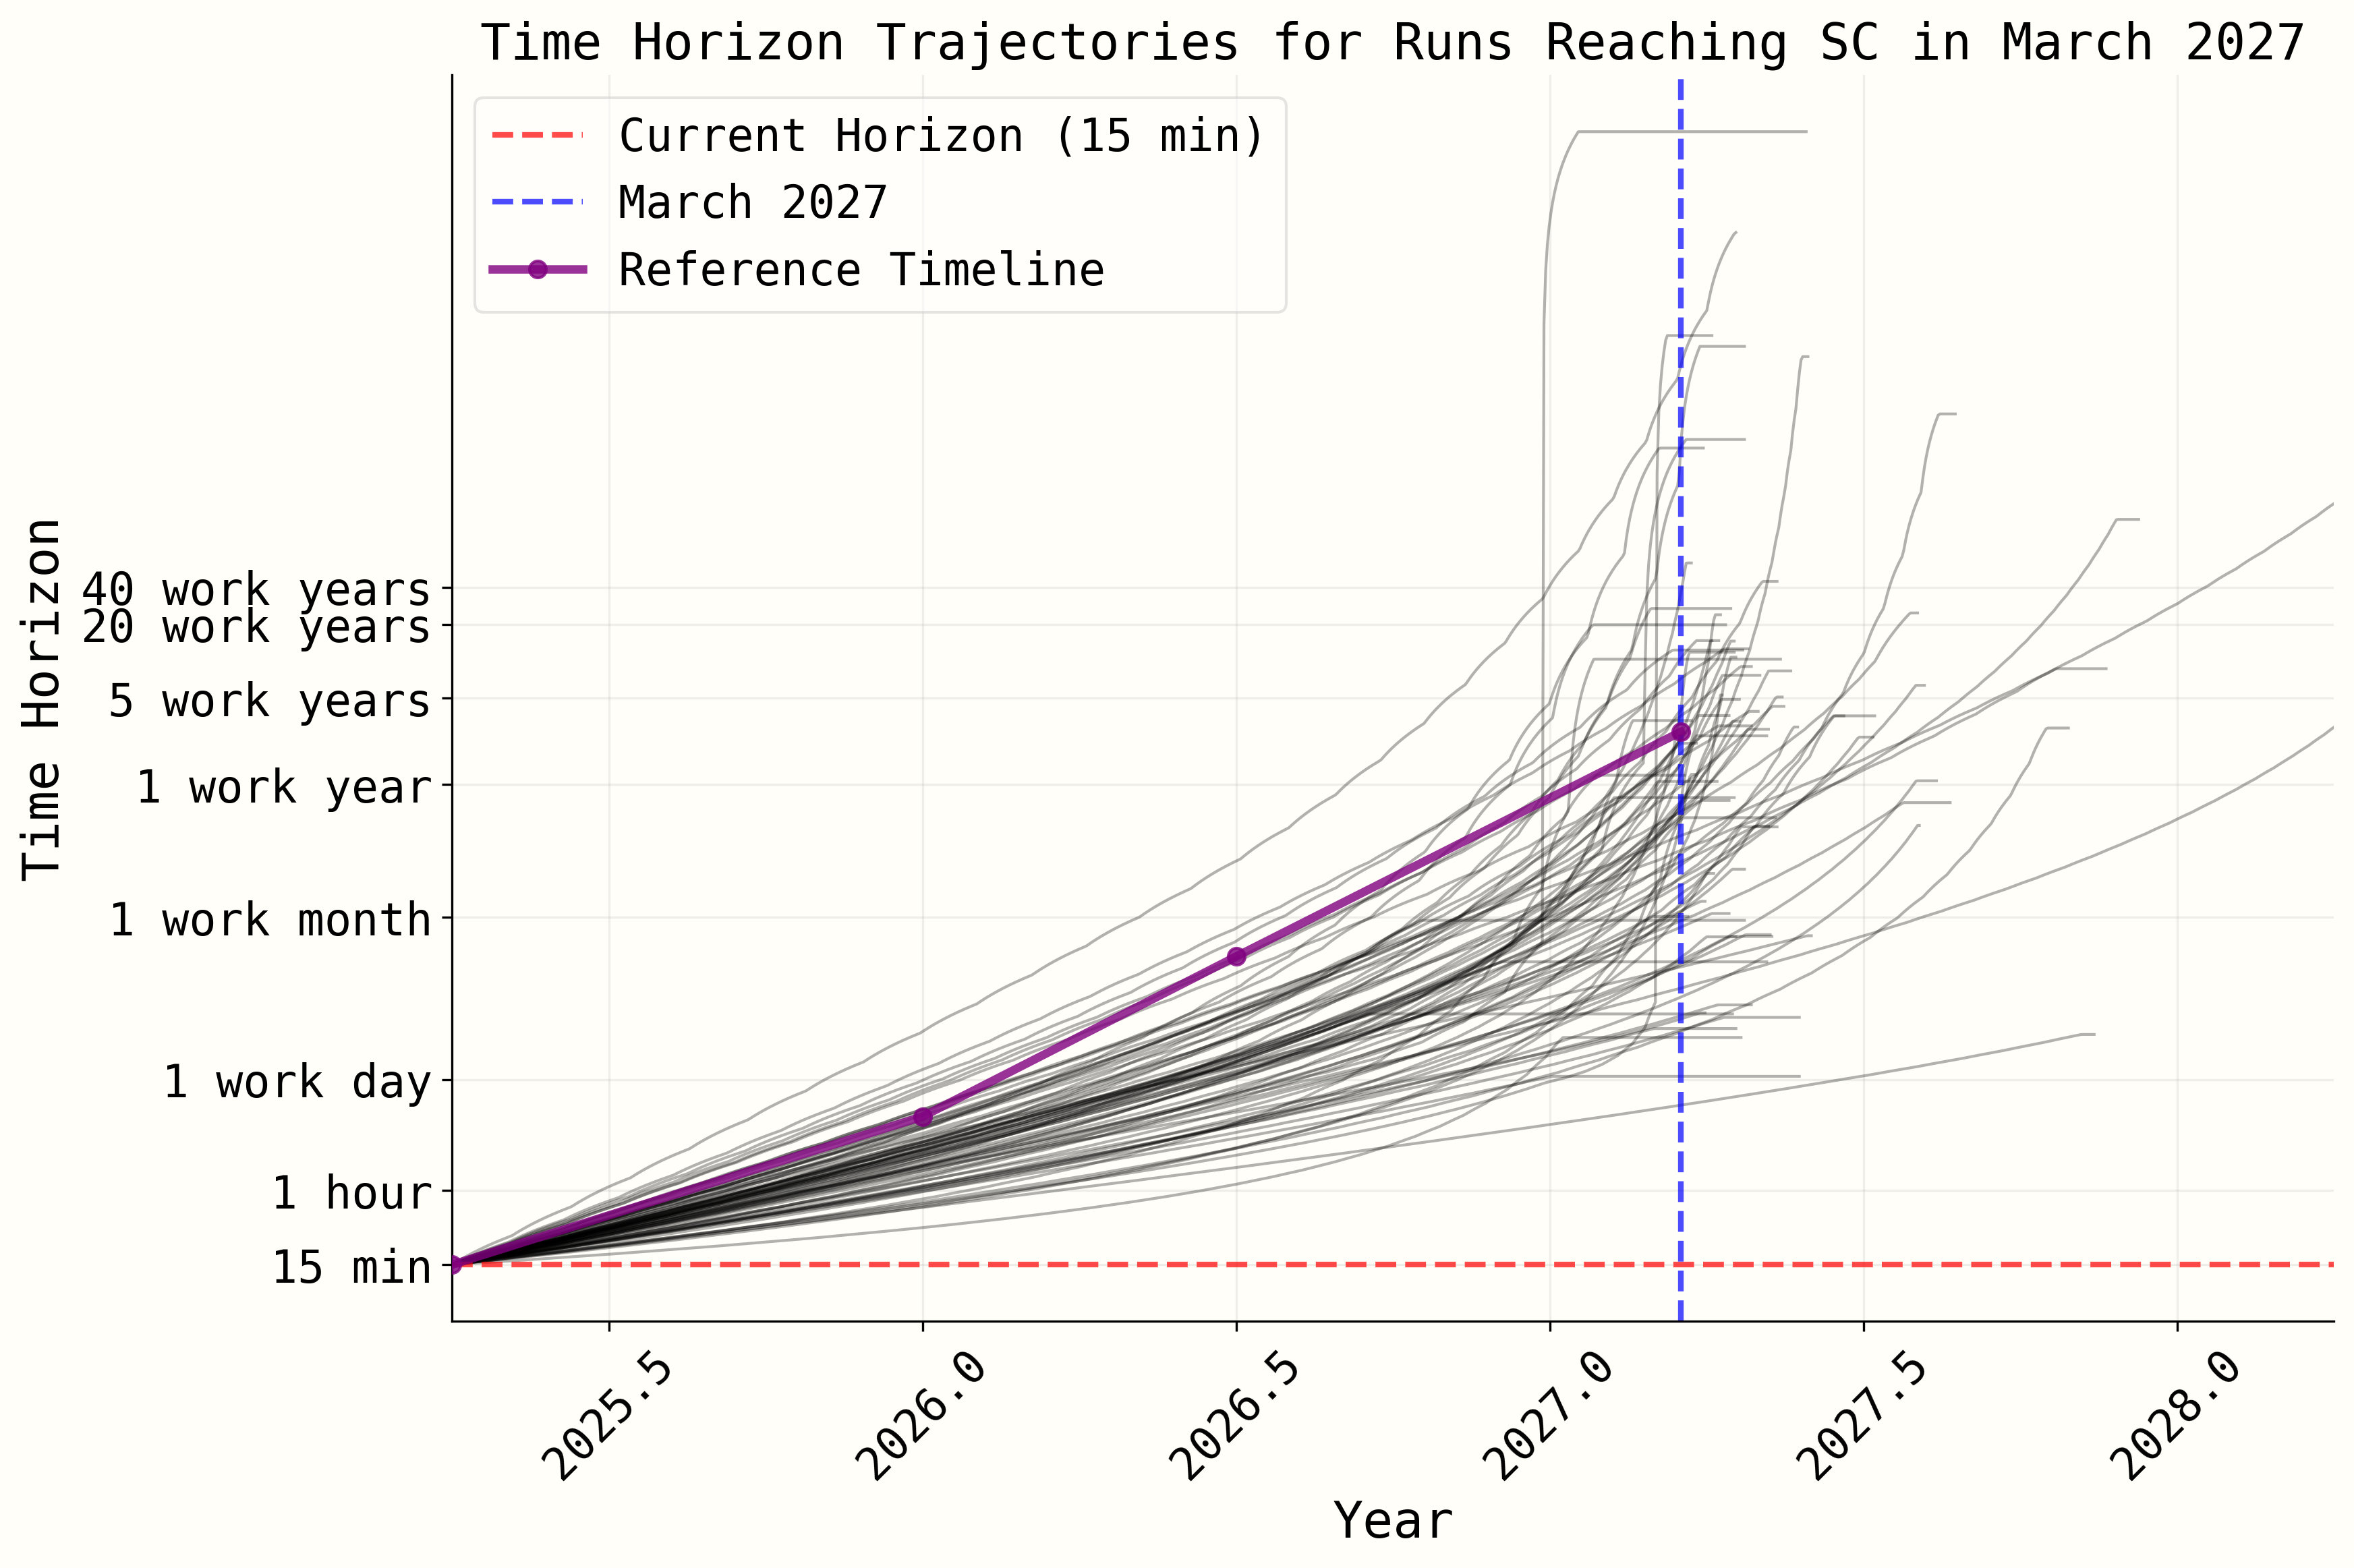 Time Horizon Trajectories for Runs Reaching SC in March 2027
Current Horizon (15 min)
March 2027
Reference Timeline
Time Horizon
40 work years
20 work years
5 work years
1 work year
1 work month
1 work day
1 hour
15 min
2025.5
2026.0
2026.5
2027.0
2027.5
2028.0
Year